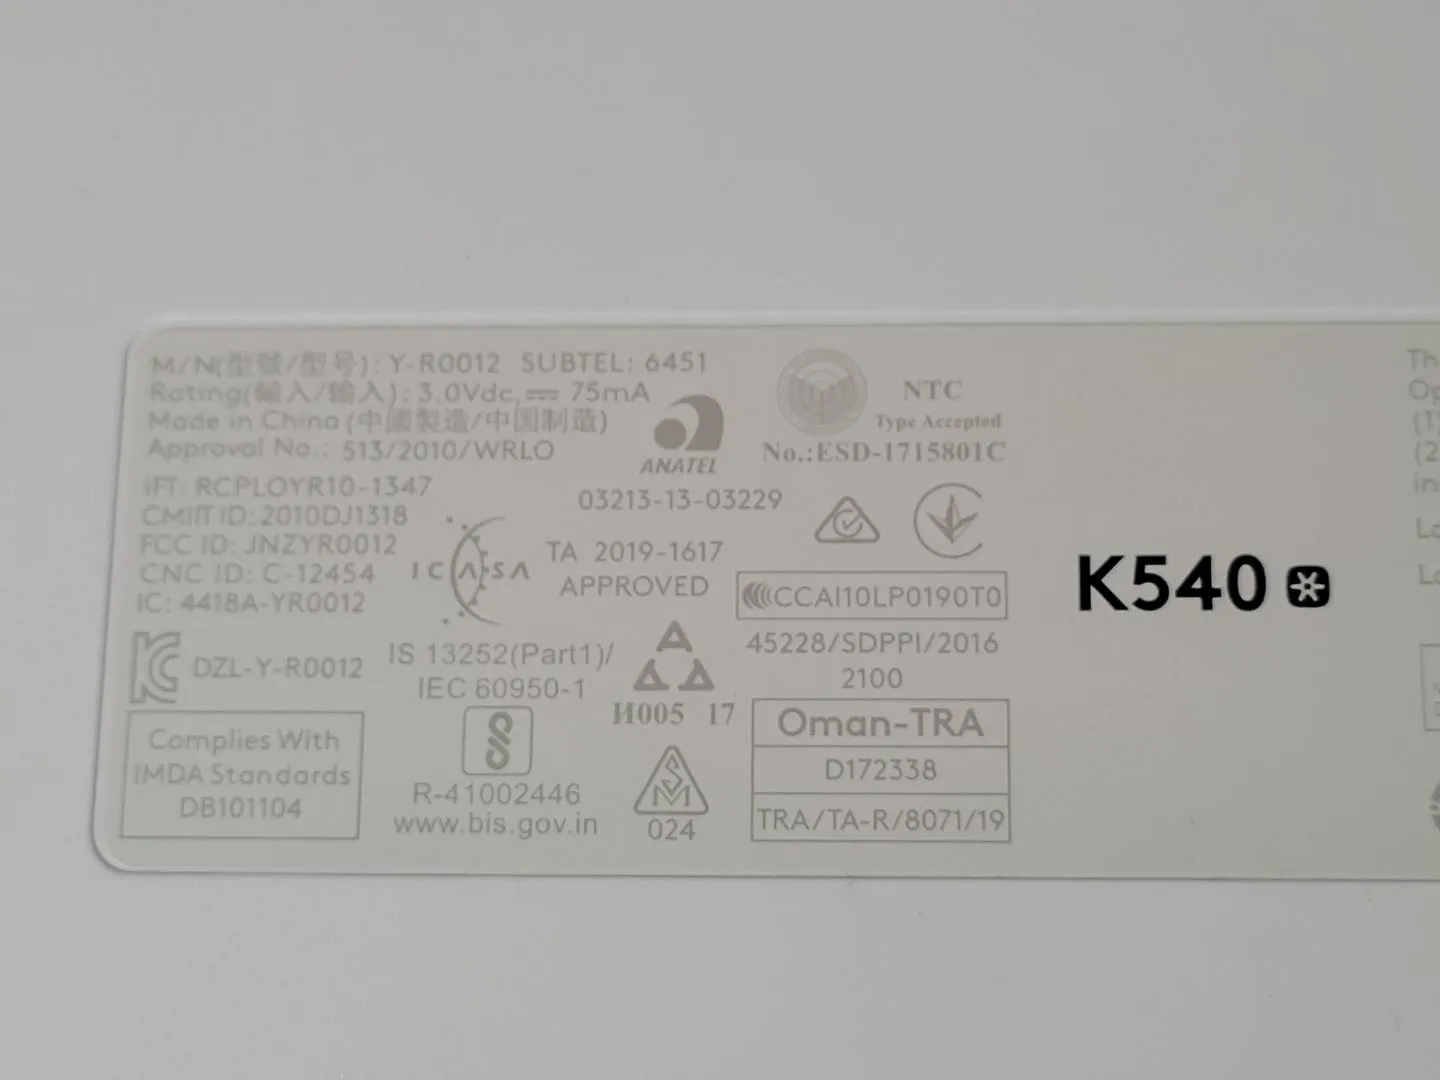 M/N(型號/型号): Y-R0012 SUBTEL: 6451
Rating(輸入/输入): 3.0Vdc, 75mA
Made in China (中國製造/中国制造)
Approval No.: 513/2010/WRLO
IFT: RCPLOYR10-1347
CMIIT ID: 2010DJ1318
FCC ID: JNZYR0012
CNC ID: C-12454
IC: 4418A-YR0012
DZL-Y-R0012
Complies With
IMDA Standards
DB101104
ANATEL
03213-13-03229
ICASA
TA 2019-1617
APPROVED
IS 13252(Part1)/
IEC 60950-1
R-41002446
www.bis.gov.in
И005 17
024
NTC
Type Accepted
No.:ESD-1715801C
CCAI10LP0190T0
45228/SDPPI/2016
2100
Oman-TRA
D172338
TRA/TA-R/8071/19
K540
(1)
(2
in